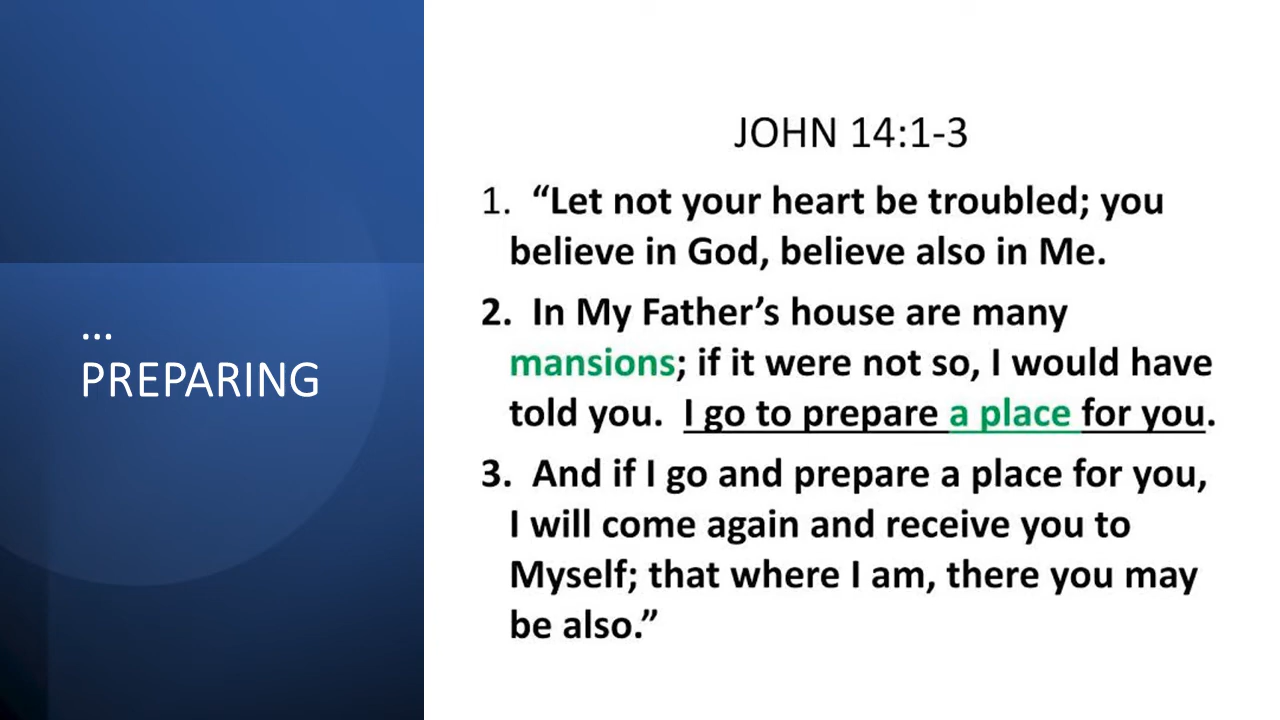 ...
PREPARING
JOHN 14:1-3
1. “Let not your heart be troubled; you
believe in God, believe also in Me.
2. In My Father’s house are many
mansions; if it were not so, I would have
told you. I go to prepare a place for you.
3. And if I go and prepare a place for you,
I will come again and receive you to
Myself; that where I am, there you may
be also.”